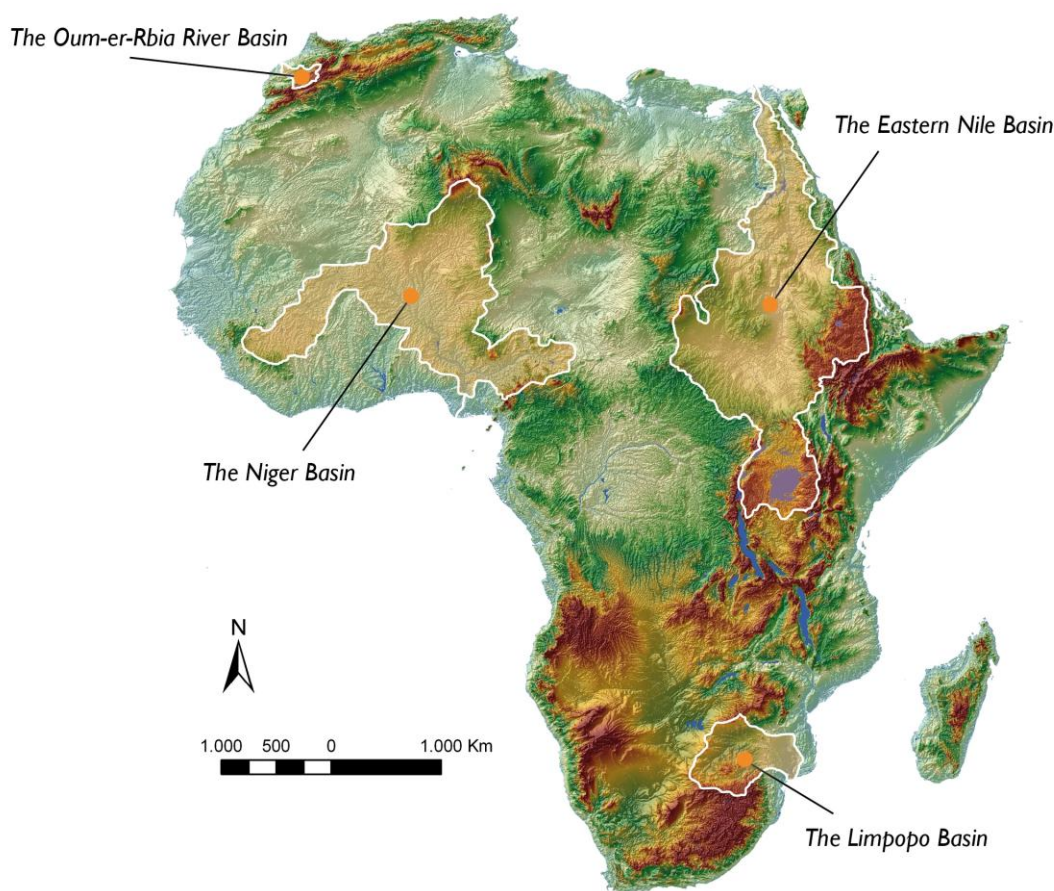 The Oum-er-Rbia River Basin
The Eastern Nile Basin
The Niger Basin
N
1.000 500 0 1.000 Km
The Limpopo Basin